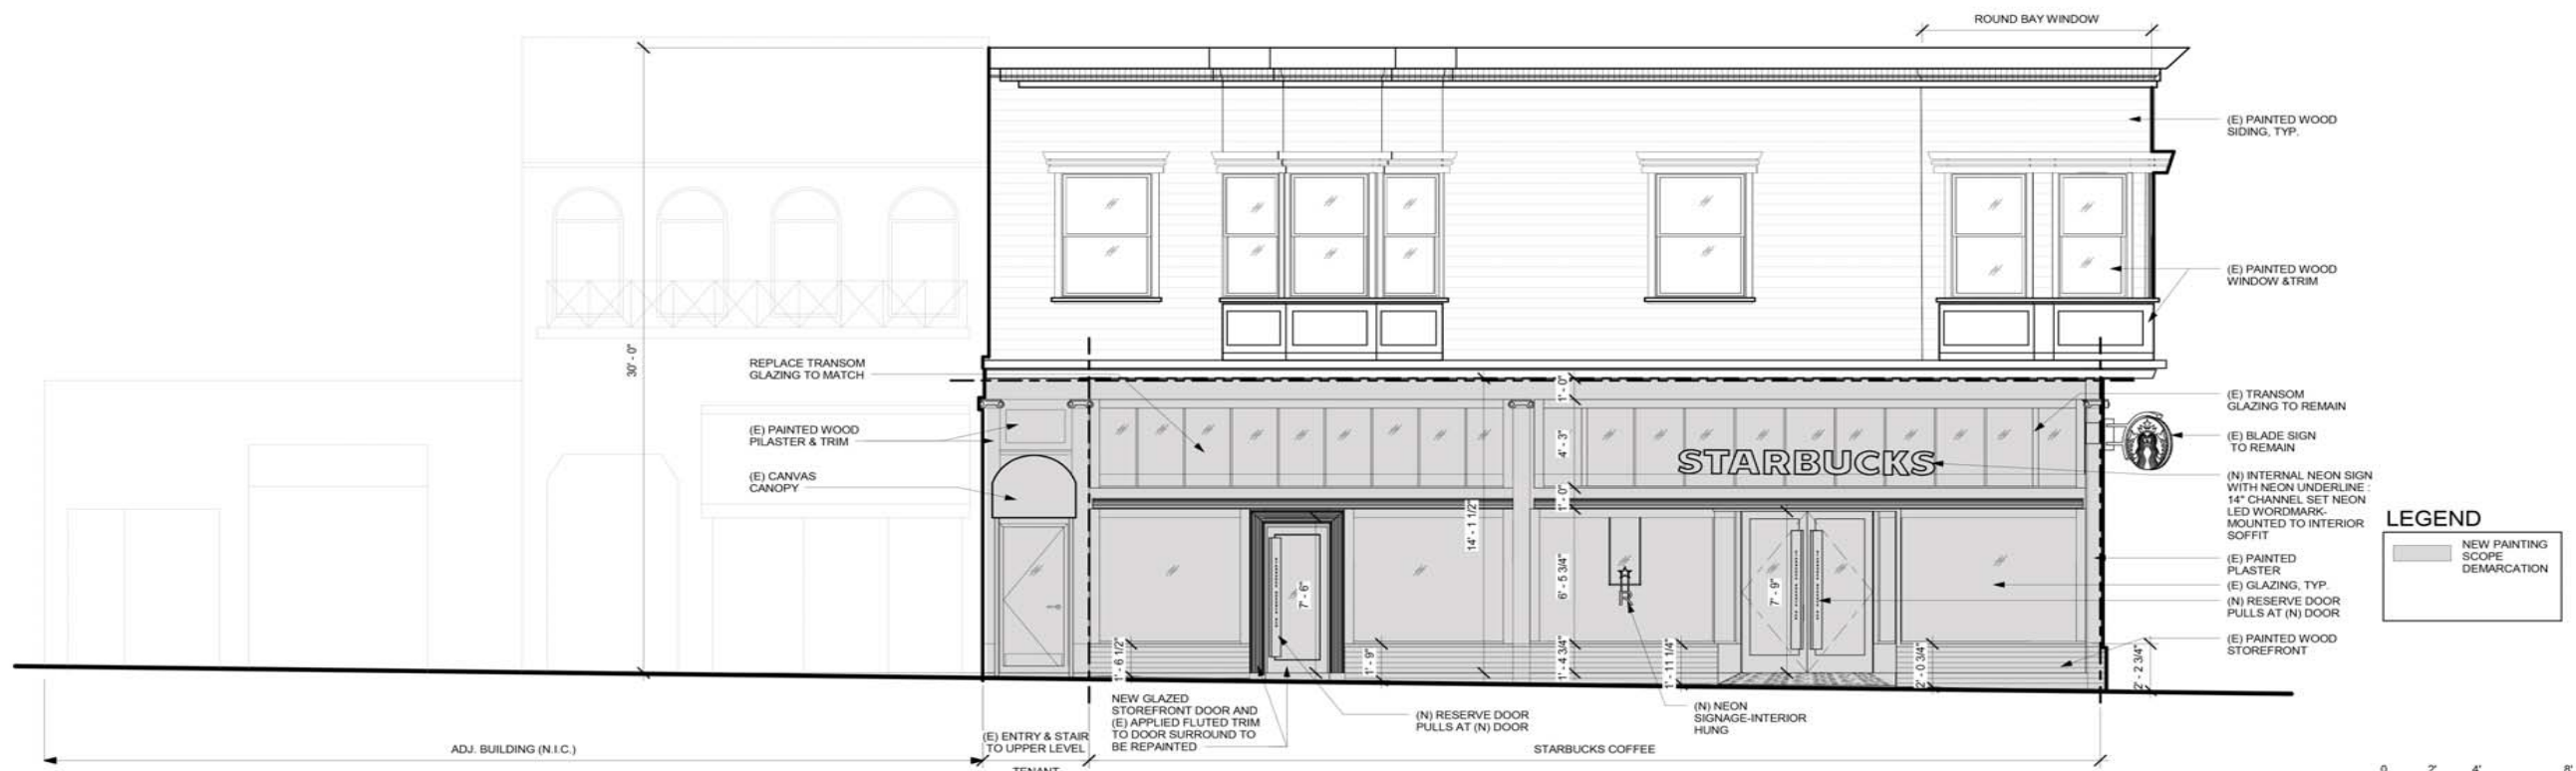 ROUND BAY WINDOW
(E) PAINTED WOOD
SIDING, TYP.
(E) PAINTED WOOD
WINDOW &TRIM
30' - 0"
REPLACE TRANSOM
GLAZING TO MATCH
(E) PAINTED WOOD
PILASTER & TRIM
(E) CANVAS
CANOPY
1' - 0"
4' - 3"
1' - 0"
14' - 1 1/2"
6' - 5 3/4"
1' - 4 3/4"
STARBUCKS
(E) TRANSOM
GLAZING TO REMAIN
(E) BLADE SIGN
TO REMAIN
(N) INTERNAL NEON SIGN
WITH NEON UNDERLINE :
14" CHANNEL SET NEON
LED WORDMARK-
MOUNTED TO INTERIOR
SOFFIT
(E) PAINTED
PLASTER
(E) GLAZING, TYP.
(N) RESERVE DOOR
PULLS AT (N) DOOR
(E) PAINTED WOOD
STOREFRONT
LEGEND
NEW PAINTING
SCOPE
DEMARCATION
7' - 6"
R
7' - 9"
1' - 6 1/2"
1' - 9"
1' - 11 1/4"
2' - 0 3/4"
2' - 2 3/4"
NEW GLAZED
STOREFRONT DOOR AND
(E) APPLIED FLUTED TRIM
TO DOOR SURROUND TO
BE REPAINTED
(N) RESERVE DOOR
PULLS AT (N) DOOR
(N) NEON
SIGNAGE-INTERIOR
HUNG
ADJ. BUILDING (N.I.C.)
(E) ENTRY & STAIR
TO UPPER LEVEL
TENANT
STARBUCKS COFFEE
0 2' 4' 8'